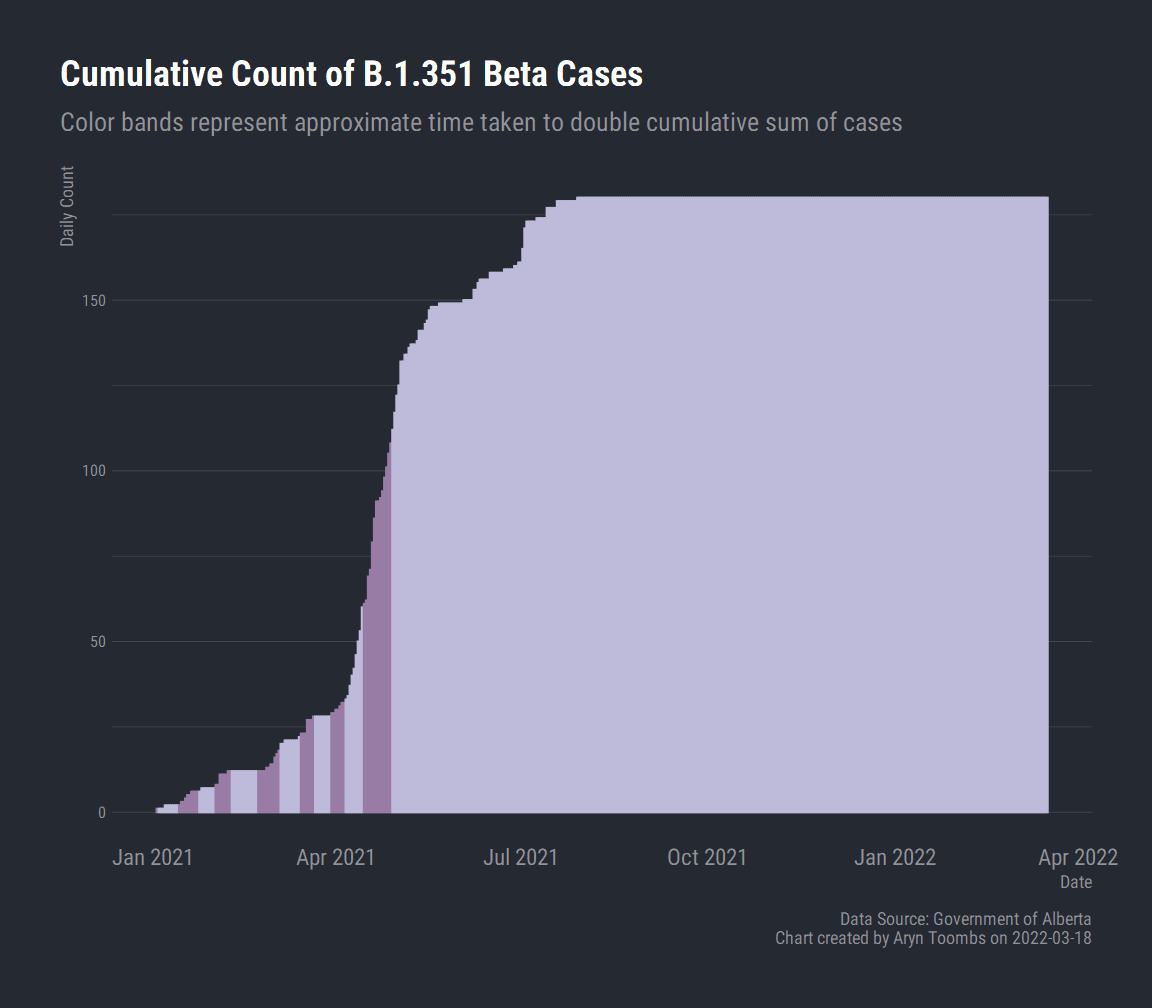 Cumulative Count of B.1.351 Beta Cases
Color bands represent approximate time taken to double cumulative sum of cases
Daily Count
150
100
50
0
Jan 2021 Apr 2021 Jul 2021 Oct 2021 Jan 2022 Apr 2022
Date
Data Source: Government of Alberta
Chart created by Aryn Toombs on 2022-03-18